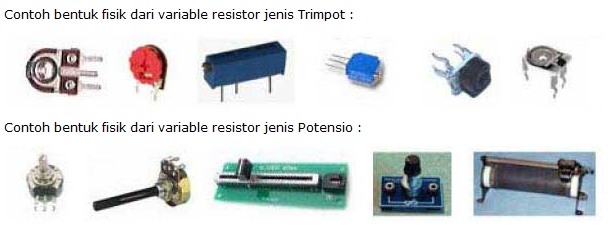 Contoh bentuk fisik dari variable resistor jenis Trimpot :
Contoh bentuk fisik dari variable resistor jenis Potensio :